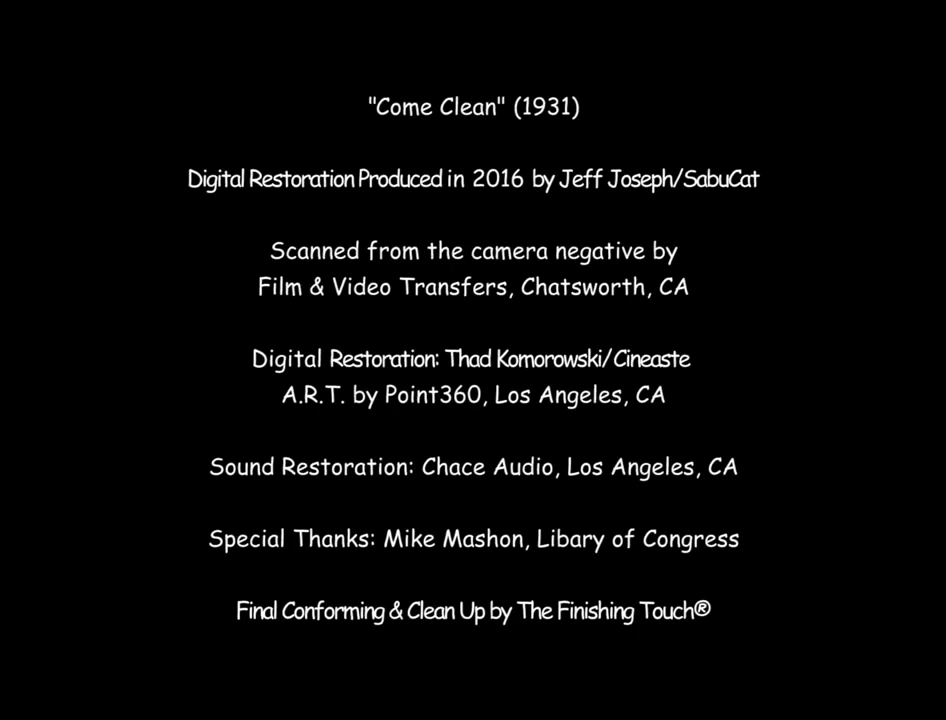 "Come Clean" (1931)
Digital Restoration Produced in 2016 by Jeff Joseph/SabuCat
Scanned from the camera negative by
Film & Video Transfers, Chatsworth, CA
Digital Restoration: Thad Komorowski/Cineaste
A.R.T. by Point360, Los Angeles, CA
Sound Restoration: Chace Audio, Los Angeles, CA
Special Thanks: Mike Mashon, Libary of Congress
Final Conforming & Clean Up by The Finishing Touch®